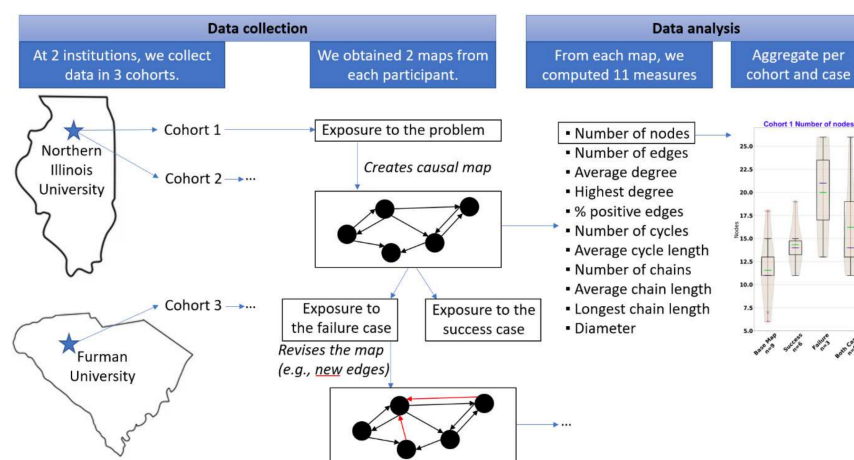 Data collection
Data analysis
At 2 institutions, we collect
data in 3 cohorts.
We obtained 2 maps from
each participant.
From each map, we
computed 11 measures
Aggregate per
cohort and case
Northern
Illinois
University
Cohort 1
Cohort 2
...
Exposure to the problem
Creates causal map
Exposure to
the failure case
Exposure to the
success case
Revises the map
(e.g., new edges)
...
Furman
University
Cohort 3
...
▪ Number of nodes
▪ Number of edges
▪ Average degree
▪ Highest degree
▪ % positive edges
▪ Number of cycles
▪ Average cycle length
▪ Number of chains
▪ Average chain length
▪ Longest chain length
▪ Diameter
Cohort 1 Number of nodes
Nodes
25.0
22.5
20.0
17.5
15.0
12.5
10.0
7.5
5.0
Base Map
n=9
Success
n=6
Failure
n=3
Both Cas